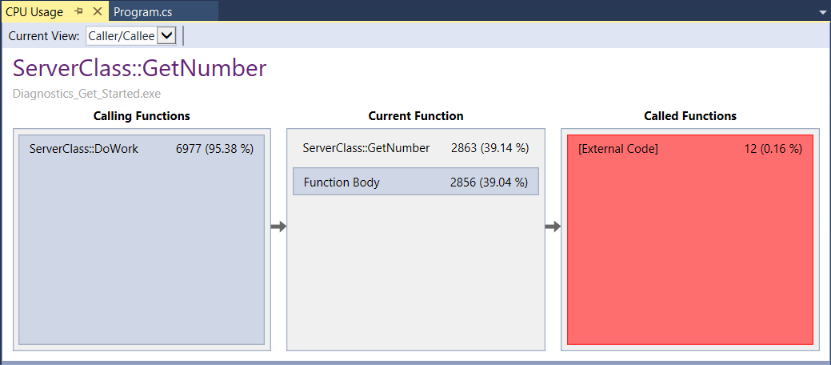 CPU Usage Program.cs
Current View: Caller/Callee
ServerClass::GetNumber
Diagnostics_Get_Started.exe
Calling Functions Current Function Called Functions
ServerClass::DoWork 6977 (95.38 %) ServerClass::GetNumber 2863 (39.14 %) [External Code] 12 (0.16 %)
Function Body 2856 (39.04 %)